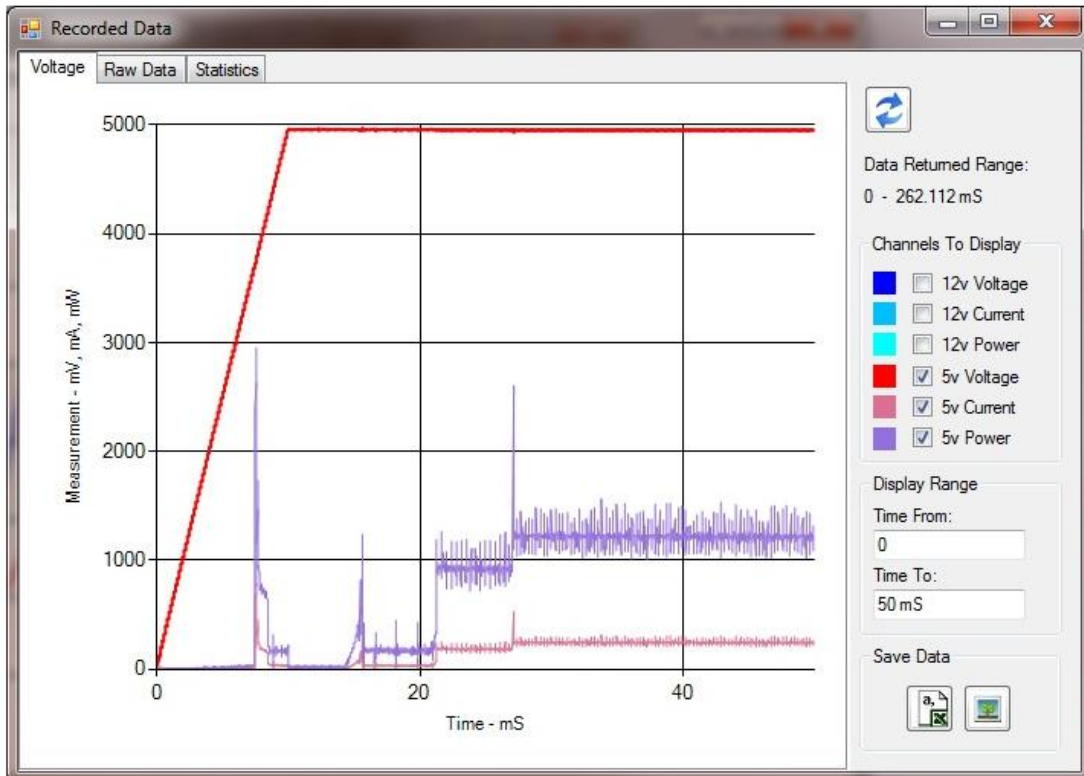 Recorded Data
Voltage
Raw Data
Statistics
5000
4000
3000
2000
1000
0
Measurement - mV, mA, mW
0
20
40
Time - mS
Data Returned Range:
0 - 262.112 mS
Channels To Display
12v Voltage
12v Current
12v Power
5v Voltage
5v Current
5v Power
Display Range
Time From:
0
Time To:
50 mS
Save Data
a,